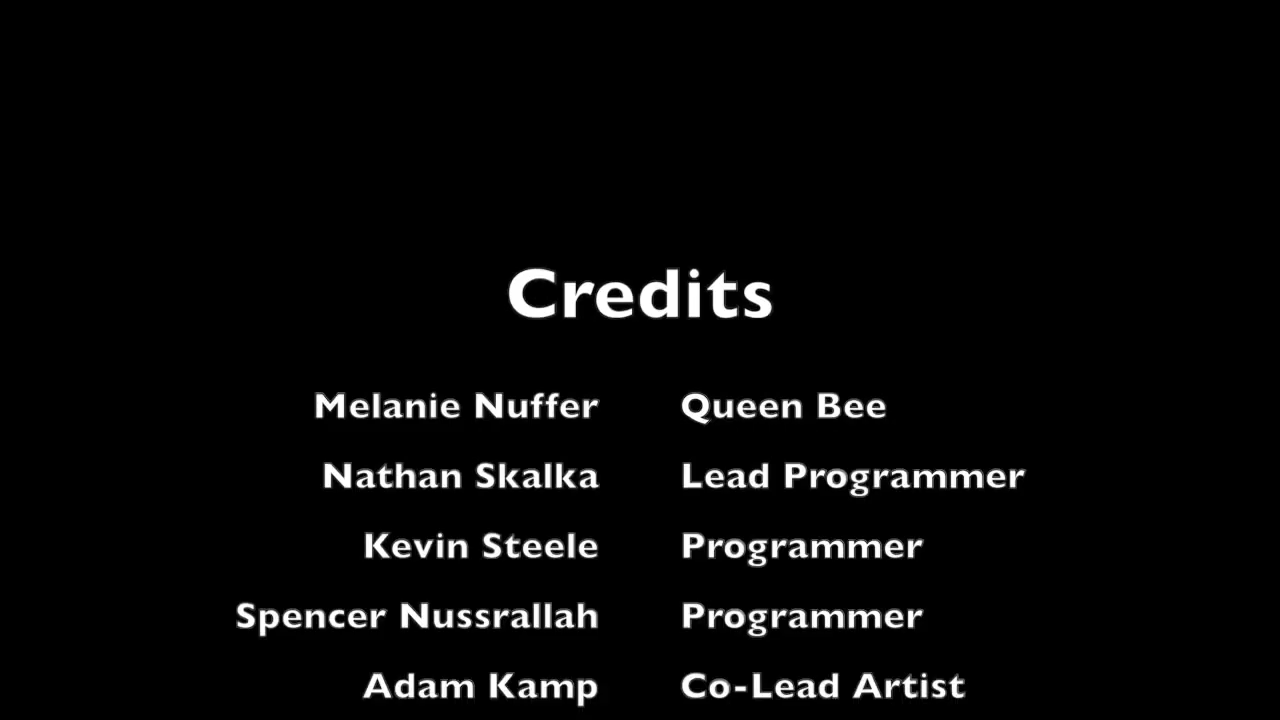 Credits
Melanie Nuffer Queen Bee
Nathan Skalka Lead Programmer
Kevin Steele Programmer
Spencer Nussrallah Programmer
Adam Kamp Co-Lead Artist